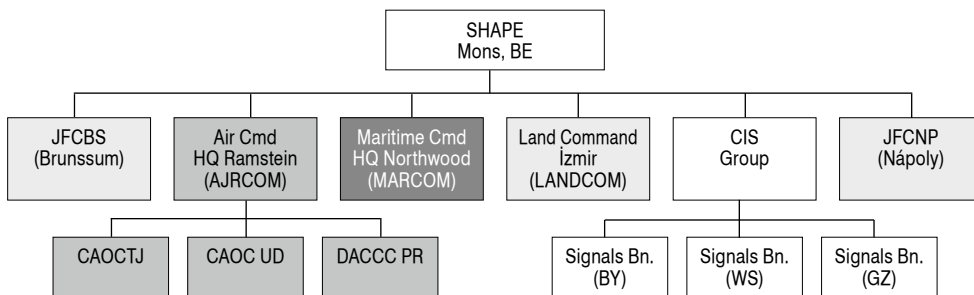 SHAPE
Mons, BE
JFCBS
(Brunssum)
Air Cmd
HQ Ramstein
(AJRCOM)
Maritime Cmd
HQ Northwood
(MARCOM)
Land Command
İzmir
(LANDCOM)
CIS
Group
JFCNP
(Nápoly)
CAOCTJ
CAOC UD
DACCC PR
Signals Bn.
(BY)
Signals Bn.
(WS)
Signals Bn.
(GZ)